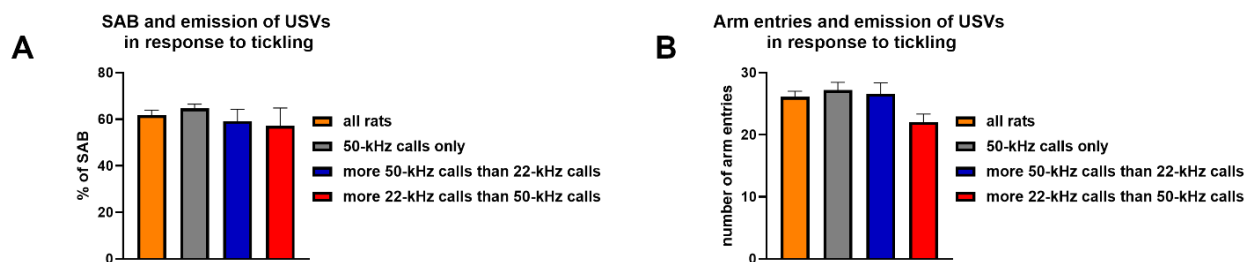 A
SAB and emission of USVs
in response to tickling
% of SAB
80
60
40
20
0
all rats
50-kHz calls only
more 50-kHz calls than 22-kHz calls
more 22-kHz calls than 50-kHz calls
B
Arm entries and emission of USVs
in response to tickling
number of arm entries
30
20
10
0
all rats
50-kHz calls only
more 50-kHz calls than 22-kHz calls
more 22-kHz calls than 50-kHz calls